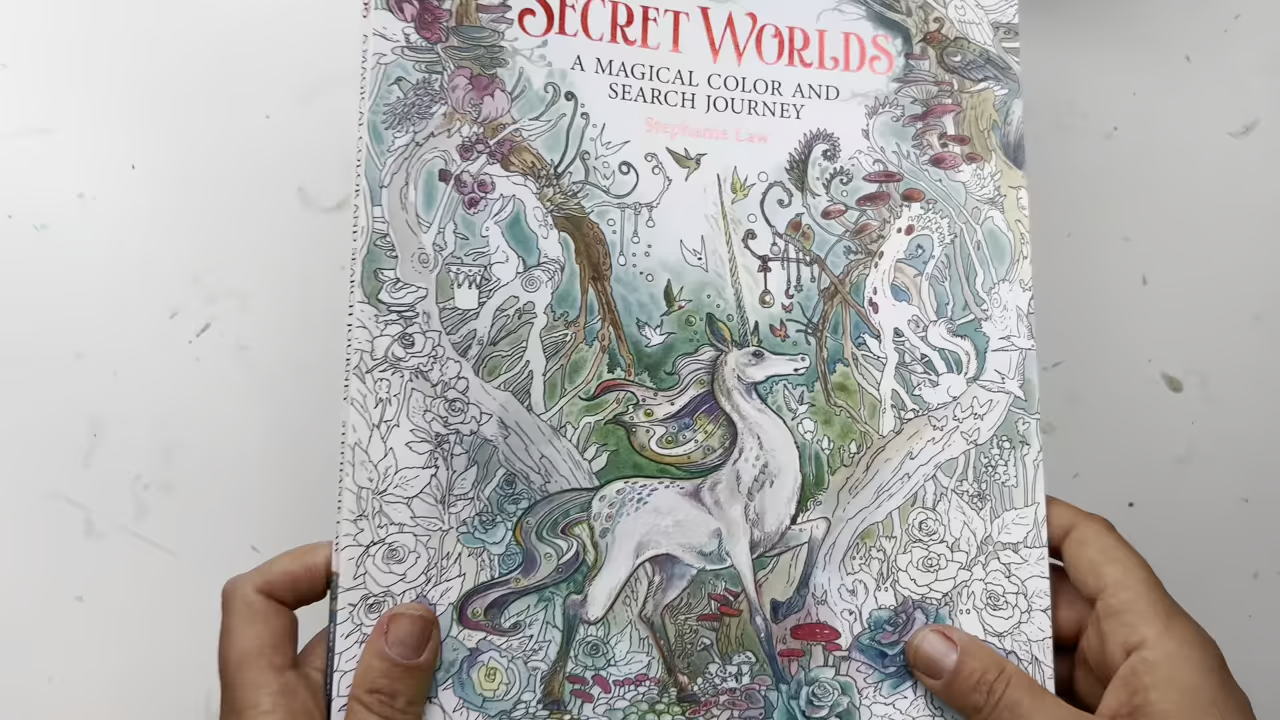 SECRET WORLDS
A MAGICAL COLOR AND
SEARCH JOURNEY
Stephanie Law